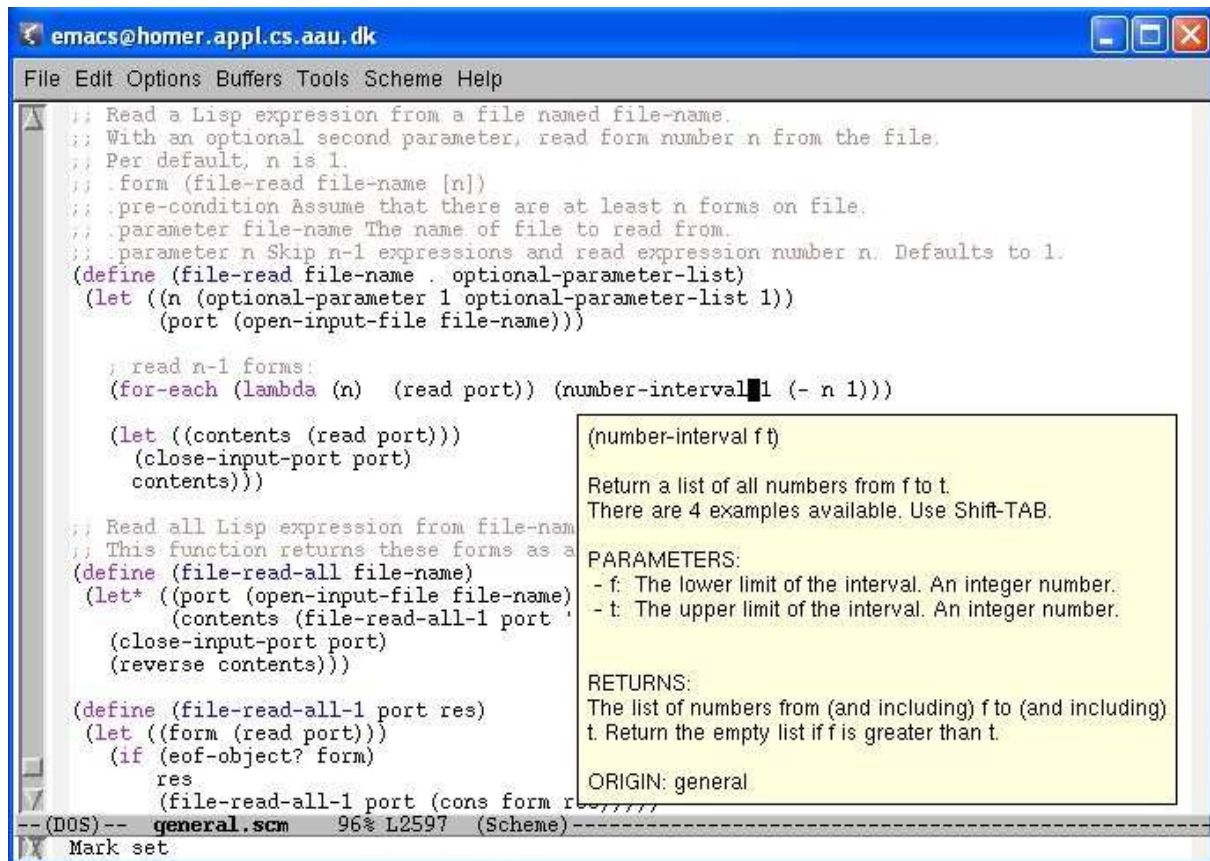 emacs@homer.appl.cs.aau.dk
File Edit Options Buffers Tools Scheme Help
;; Read a Lisp expression from a file named file-name.
;; With an optional second parameter, read form number n from the file.
;; Per default, n is 1.
;; .form (file-read file-name [n])
;; .pre-condition Assume that there are at least n forms on file.
;; .parameter file-name The name of file to read from.
;; .parameter n Skip n-1 expressions and read expression number n. Defaults to 1.
(define (file-read file-name . optional-parameter-list)
 (let ((n (optional-parameter 1 optional-parameter-list 1))
       (port (open-input-file file-name)))
; read n-1 forms:
(for-each (lambda (n)  (read port)) (number-interval 1 (- n 1)))
(let ((contents (read port)))
  (close-input-port port)
  contents)))
;; Read all Lisp expression from file-nam
;; This function returns these forms as a
(define (file-read-all file-name)
 (let* ((port (open-input-file file-name)
        (contents (file-read-all-1 port '
   (close-input-port port)
   (reverse contents)))
(define (file-read-all-1 port res)
 (let ((form (read port)))
   (if (eof-object? form)
       res
       (file-read-all-1 port (cons form
(number-interval f t)
Return a list of all numbers from f to t.
There are 4 examples available. Use Shift-TAB.
PARAMETERS:
- f: The lower limit of the interval. An integer number.
- t: The upper limit of the interval. An integer number.
RETURNS:
The list of numbers from (and including) f to (and including)
t. Return the empty list if f is greater than t.
ORIGIN: general
--(DOS)-- general.scm 96% L2597 (Scheme)--------------------
Mark set